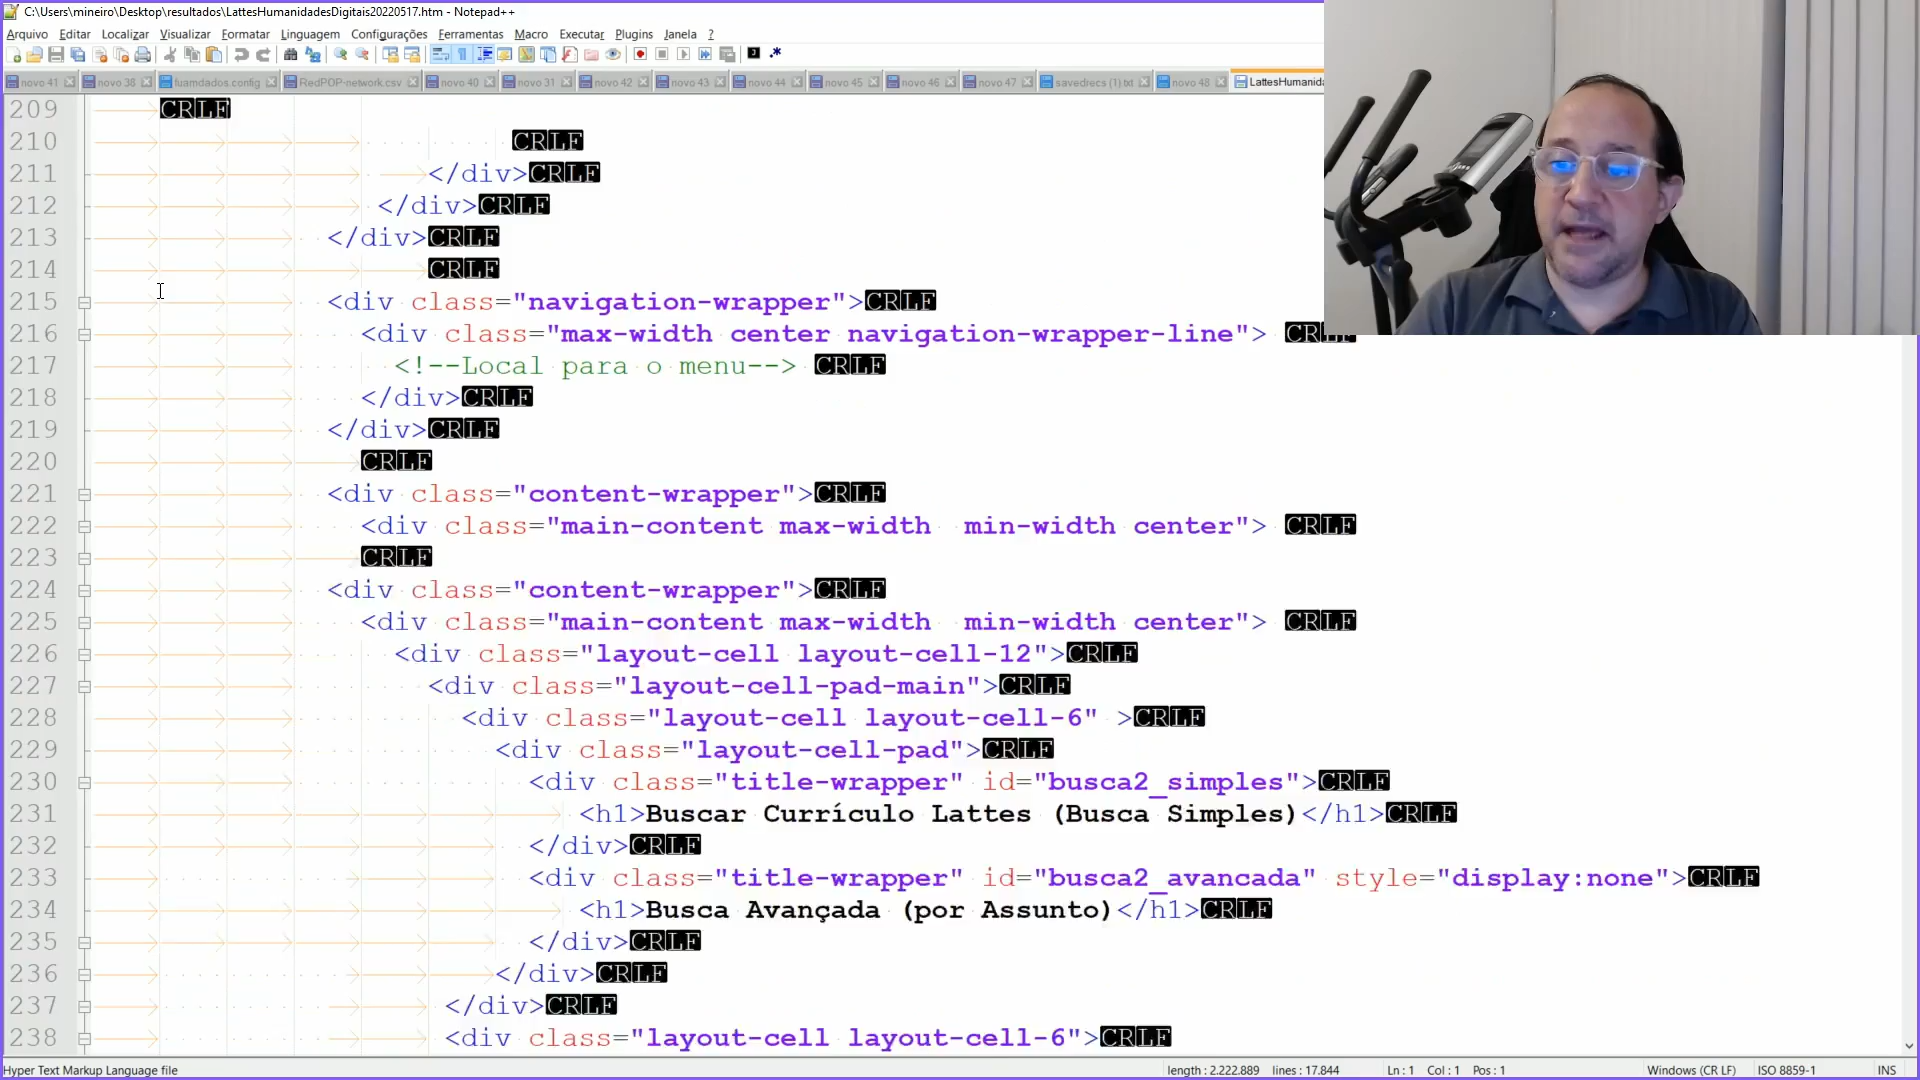 C:\Users\mineiro\Desktop\resultados\LattesHumanidadesDigitais20220517.htm - Notepad++
Arquivo Editar Localizar Visualizar Formatar Linguagem Configurações Ferramentas Macro Executar Plugins Janela ?
novo 41 novo 38 fuamdados.config RedPOP-network.csv novo 40 novo 31 novo 42 novo 43 novo 44 novo 45 novo 46 novo 47 savedrecs (1).txt novo 48 LattesHumanida
209 CRLF
210 CRLF
211 </div>CRLF
212 </div>CRLF
213 </div>CRLF
214 CRLF
215 <div class="navigation-wrapper">CRLF
216 <div class="max-width center navigation-wrapper-line"> CRLF
217 <!--Local para o menu--> CRLF
218 </div>CRLF
219 </div>CRLF
220 CRLF
221 <div class="content-wrapper">CRLF
222 <div class="main-content max-width  min-width center"> CRLF
223 CRLF
224 <div class="content-wrapper">CRLF
225 <div class="main-content max-width  min-width center"> CRLF
226 <div class="layout-cell layout-cell-12">CRLF
227 <div class="layout-cell-pad-main">CRLF
228 <div class="layout-cell layout-cell-6" >CRLF
229 <div class="layout-cell-pad">CRLF
230 <div class="title-wrapper" id="busca2_simples">CRLF
231 <h1>Buscar Currículo Lattes (Busca Simples)</h1>CRLF
232 </div>CRLF
233 <div class="title-wrapper" id="busca2_avancada" style="display:none">CRLF
234 <h1>Busca Avançada (por Assunto)</h1>CRLF
235 </div>CRLF
236 </div>CRLF
237 </div>CRLF
238 <div class="layout-cell layout-cell-6">CRLF
Hyper Text Markup Language file length : 2.222.889 lines : 17.844 Ln : 1 Col : 1 Pos : 1 Windows (CR LF) ISO 8859-1 INS